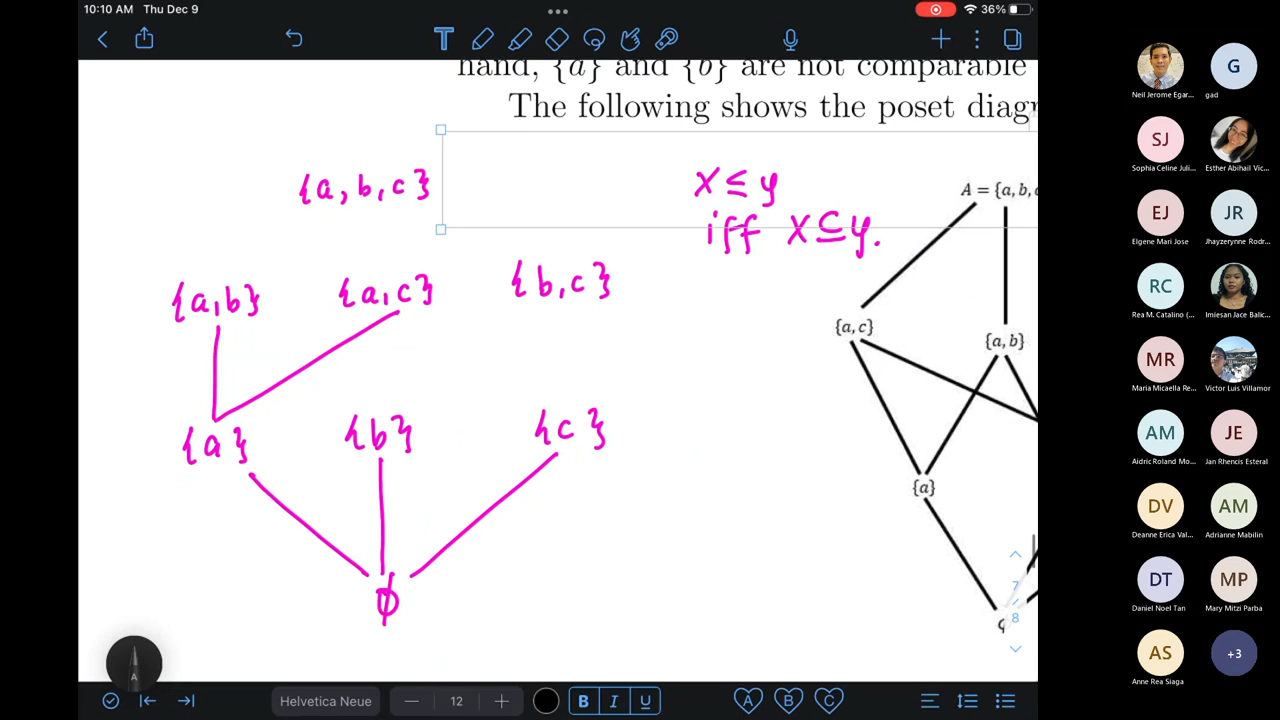 10:10 AM Thu Dec 9
36%
hand, {a} and {b} are not comparable
The following shows the poset diagr
{a, b, c}
x ≤ y
iff x ⊆ y.
A = {a, b, c
{a,b} {a,c} {b,c}
{a,c}
{a,b}
{a} {b} {c}
{a}
∅
7
8
A
Helvetica Neue
12
B I U
A B C
Neil Jerome Egar...
G
gad
SJ
Sophia Celine Juli...
Esther Abihail Vic...
EJ
Elgene Mari Jose
JR
Jhayzerynne Rodr...
RC
Rea M. Catalino (...
Imiesan Jace Balic...
MR
Maria Micaella Re...
Victor Luis Villamor
AM
Aidric Roland Mo...
JE
Jan Rhencis Esteral
DV
Deanne Erica Val...
AM
Adrianne Mabilin
DT
Daniel Noel Tan
MP
Mary Mitzi Parba
AS
Anne Rea Siaga
+3